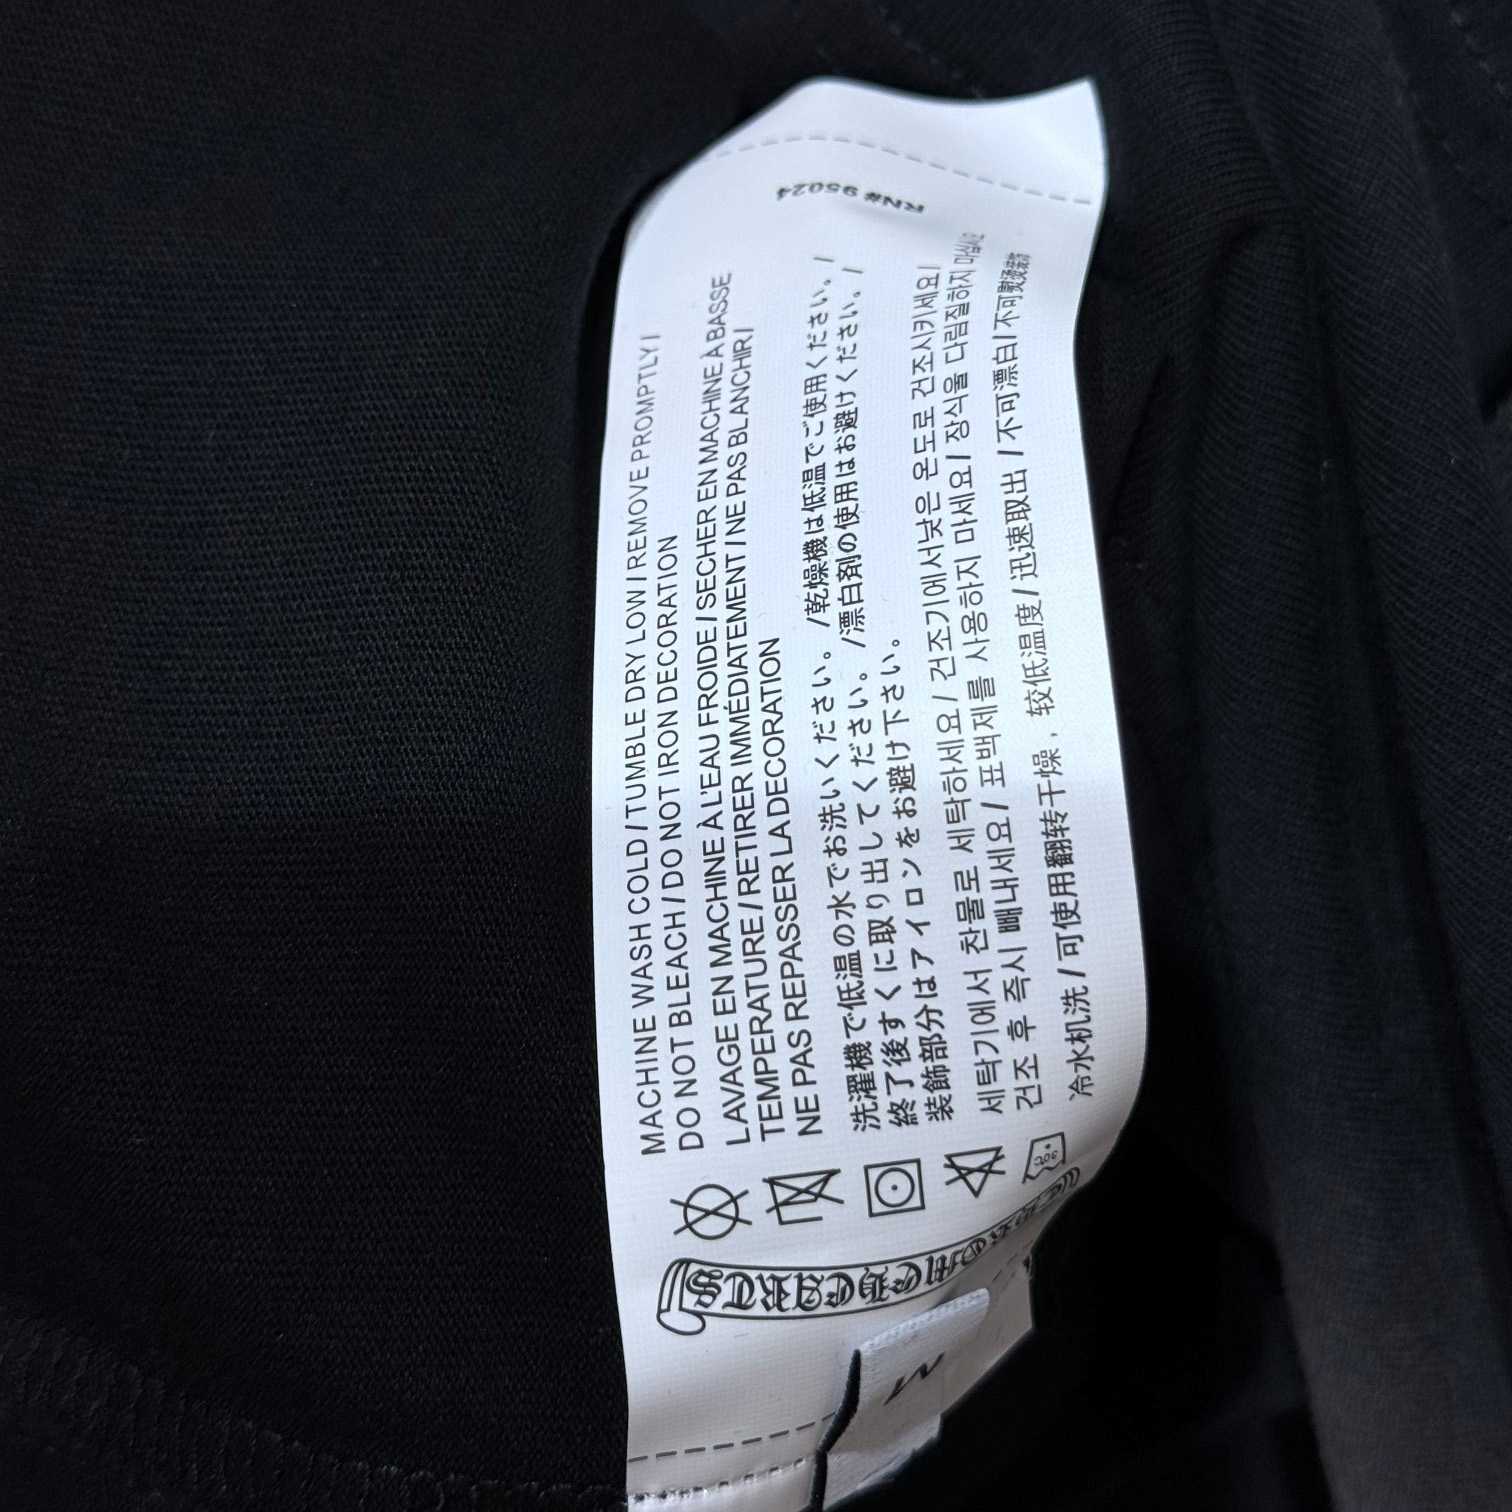 CHROME HEARTS
MACHINE WASH COLD / TUMBLE DRY LOW / REMOVE PROMPTLY /
DO NOT BLEACH / DO NOT IRON DECORATION
LAVAGE EN MACHINE À L'EAU FROIDE / SECHER EN MACHINE À BASSE
TEMPERATURE / RETIRER IMMÉDIATEMENT / NE PAS BLANCHIR /
NE PAS REPASSER LA DECORATION
洗濯機で低温の水でお洗いください。/乾燥機は低温でご使用ください。/
終了後すぐに取り出してください。/漂白剤の使用はお避けください。/
装飾部分はアイロンをお避け下さい。
세탁기에서 찬물로 세탁하세요 / 건조기에서낮은 온도로 건조시키세요 /
건조 후 즉시 빼내세요 / 표백제를 사용하지 마세요 / 장식을 다림질하지 마십시오
冷水机洗 / 可使用翻转干燥，较低温度 / 迅速取出 / 不可漂白 / 不可熨烫装饰
RN# 95024
M